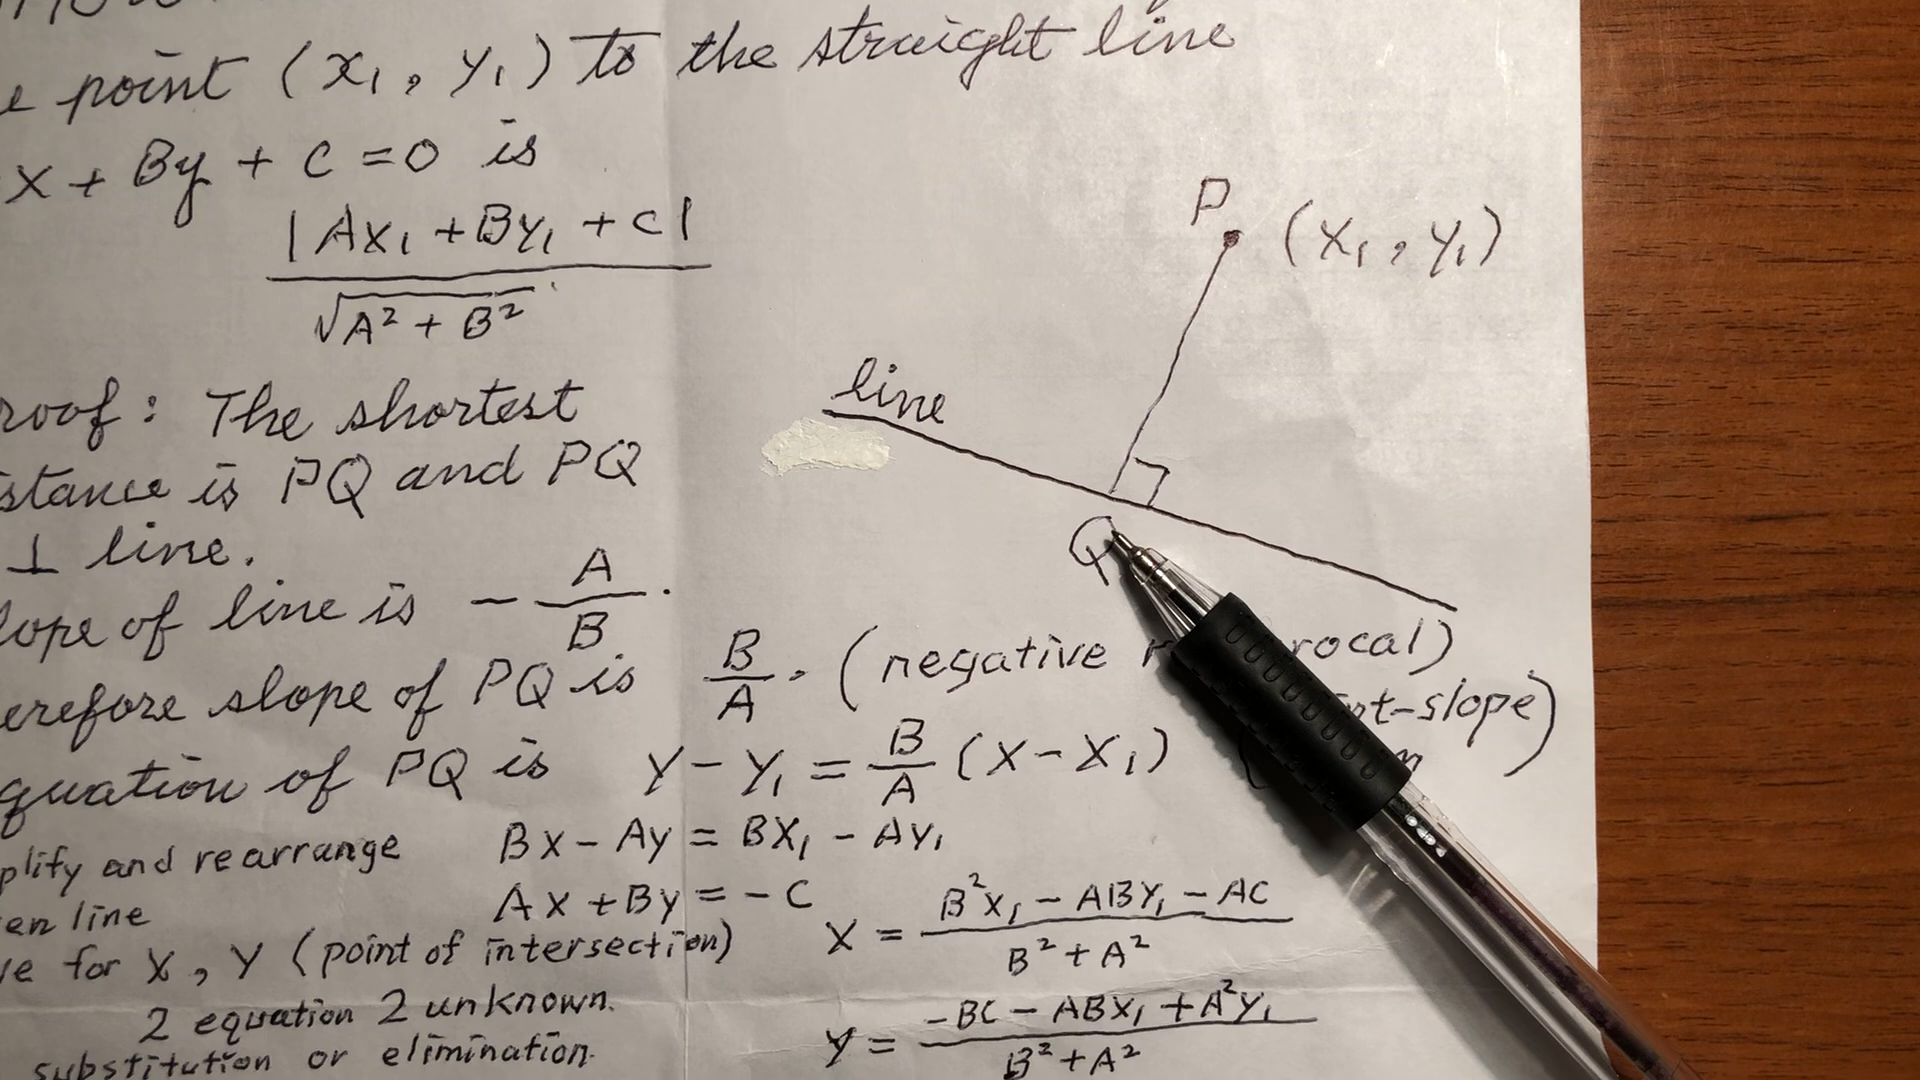 point (x₁, y₁) to the straight line
x + By + C = 0 is
|Ax₁ + By₁ + C|
√A² + B²
P (x₁, y₁)
line
Q
roof: The shortest
stance is PQ and PQ
⊥ line.
lope of line is - A/B.
erefore slope of PQ is B/A. (negative rocal)
quation of PQ is y - y₁ = B/A (x - x₁) nt-slope)
plify and rearrange Bx - Ay = Bx₁ - Ay₁
en line Ax + By = -C
ve for x, y (point of intersection) x = B²x₁ - ABy₁ - AC / B² + A²
2 equation 2 unknown.
substitution or elimination. y = -BC - ABx₁ + A²y₁ / B² + A²